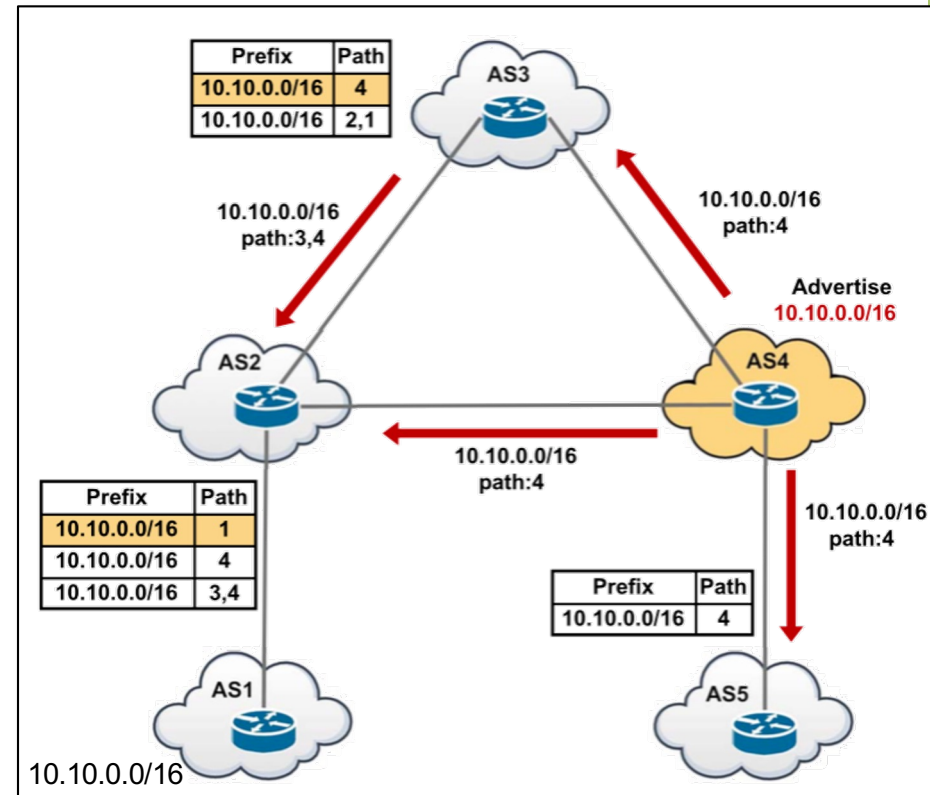 Prefix Path
10.10.0.0/16 4
10.10.0.0/16 2,1
AS3
10.10.0.0/16
path:3,4
10.10.0.0/16
path:4
Advertise
10.10.0.0/16
AS2
AS4
10.10.0.0/16
path:4
Prefix Path
10.10.0.0/16 1
10.10.0.0/16 4
10.10.0.0/16 3,4
10.10.0.0/16
path:4
Prefix Path
10.10.0.0/16 4
AS1
AS5
10.10.0.0/16